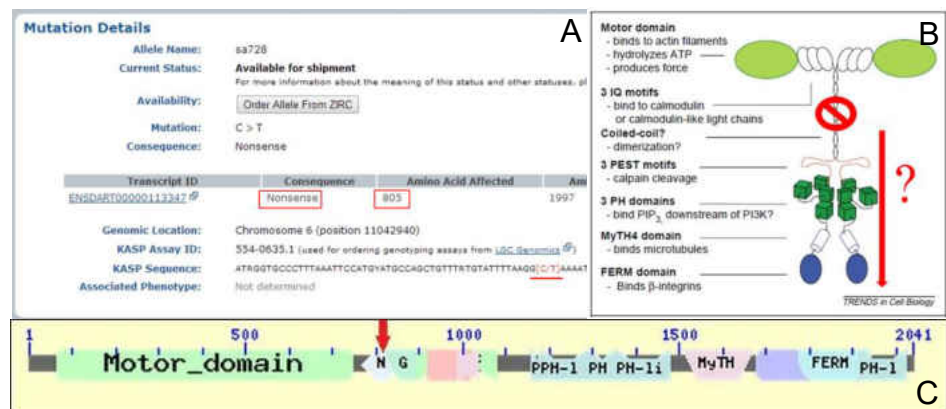 A
Mutation Details
Allele Name: sa728
Current Status: Available for shipment
For more information about the meaning of this status and other statuses, pl
Availability: Order Allele From ZIRC
Mutation: C > T
Consequence: Nonsense
Transcript ID Consequence Amino Acid Affected Am
ENSDART00000113347 Nonsense 805 1997
Genomic Location: Chromosome 6 (position 11042940)
KASP Assay ID: 554-0635.1 (used for ordering genotyping assays from LGC Genomics)
KASP Sequence: ATRGGTGCCCTTTAAATTCCATGYATGCCAGCTGTTTATGTATTTTAAGG[C/T]AAAAT
Associated Phenotype: Not determined
B
Motor domain
- binds to actin filaments
- hydrolyzes ATP
- produces force
3 IQ motifs
- bind to calmodulin
or calmodulin-like light chains
Coiled-coil?
- dimerization?
3 PEST motifs
- calpain cleavage
3 PH domains
- bind PIP3, downstream of PI3K?
MyTH4 domain
- binds microtubules
FERM domain
- Binds β-integrins
?
TRENDS in Cell Biology
1 500 1000 1500 2041
Motor_domain N G PPH-1 PH PH-1i MyTH FERM PH-1
C